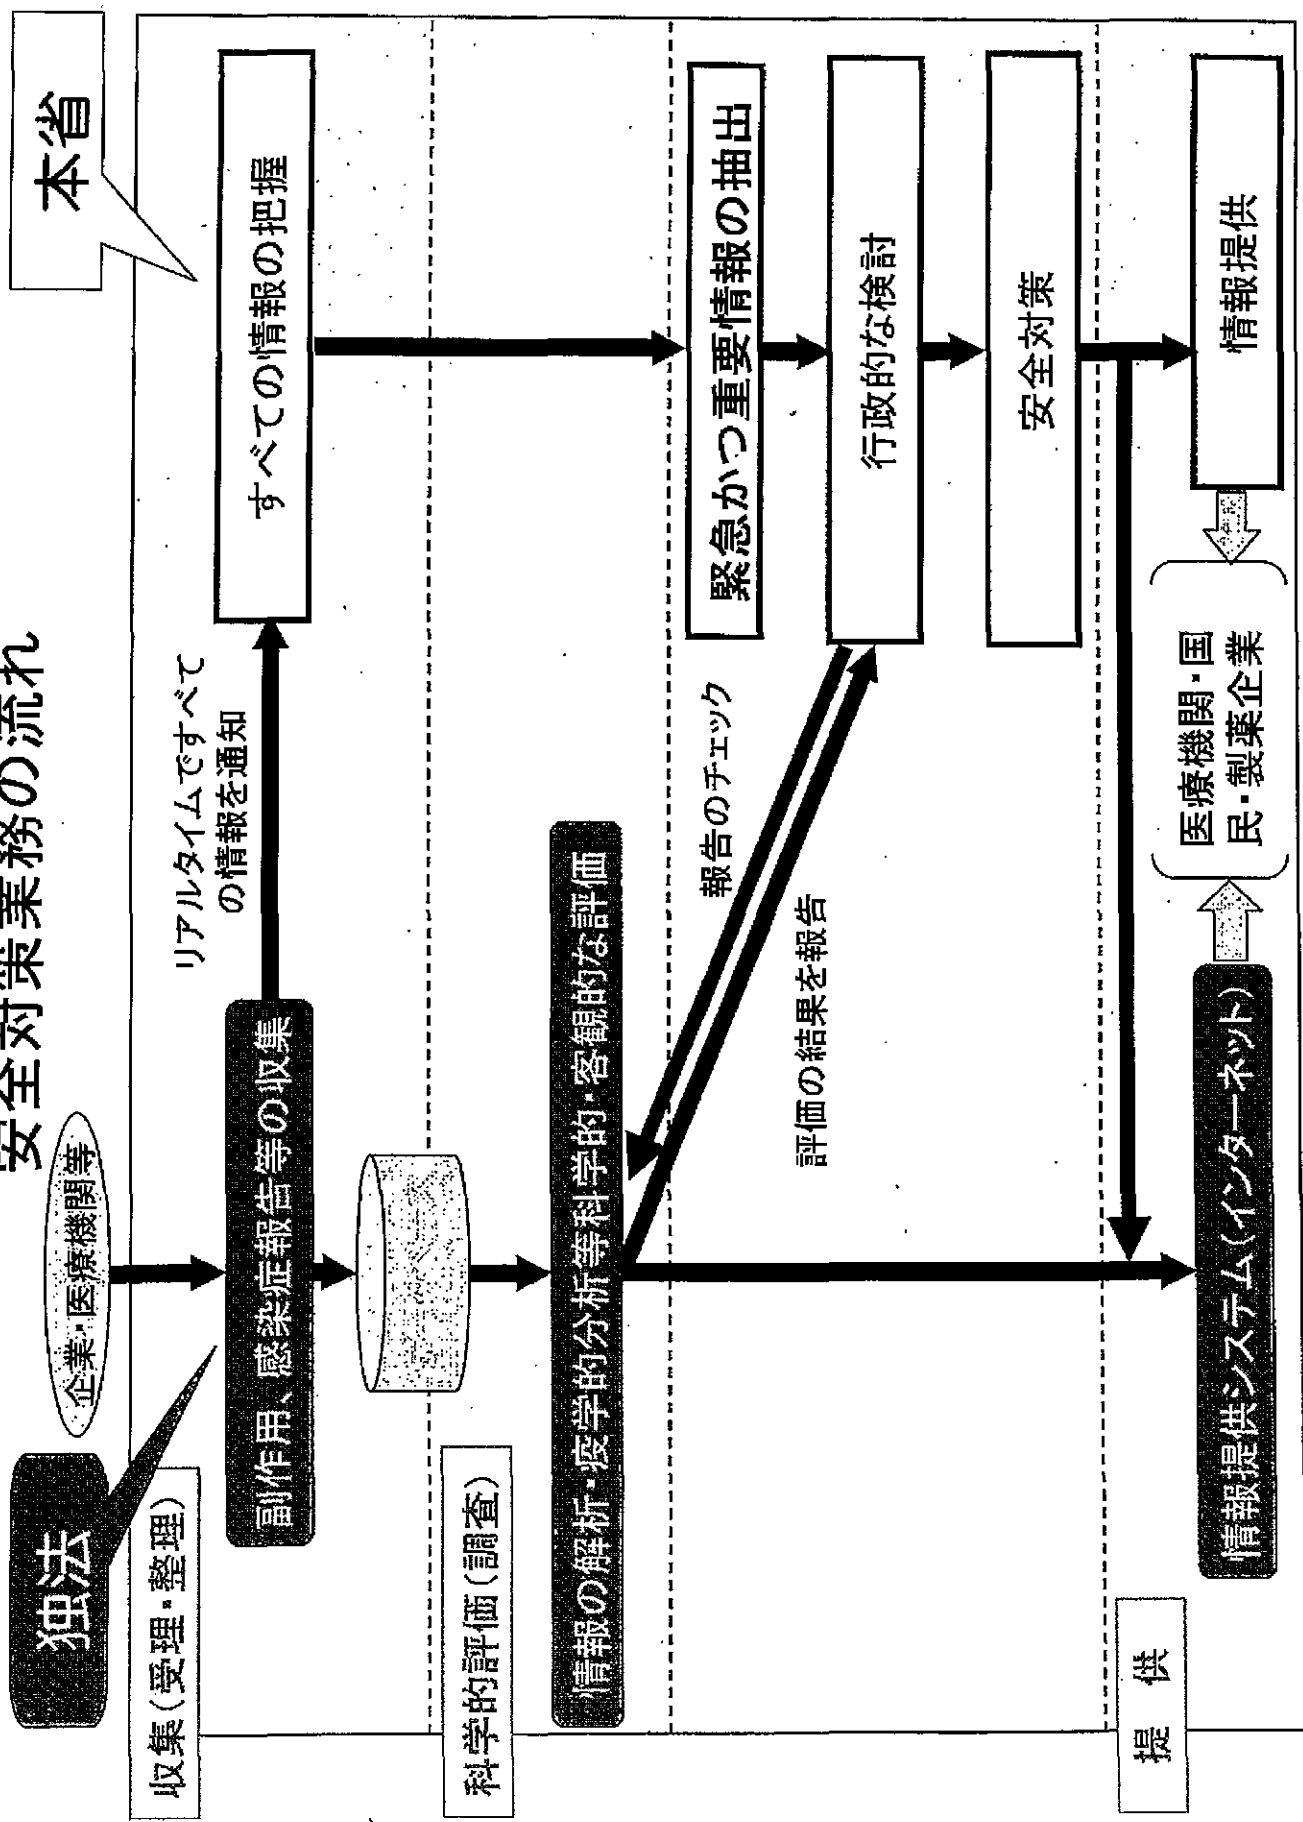 安全対策業務の流れ
独法
企業・医療機関等
本省
収集(受理・整理)
副作用、感染症報告等の収集
リアルタイムですべて
の情報を通知
すべての情報の把握
科学的評価(調査)
情報の解析・疫学的分析等科学的・客観的な評価
緊急かつ重要情報の抽出
報告のチェック
評価の結果を報告
行政的な検討
安全対策
提 供
情報提供システム(インターネット)
医療機関・国
民・製薬企業
情報提供